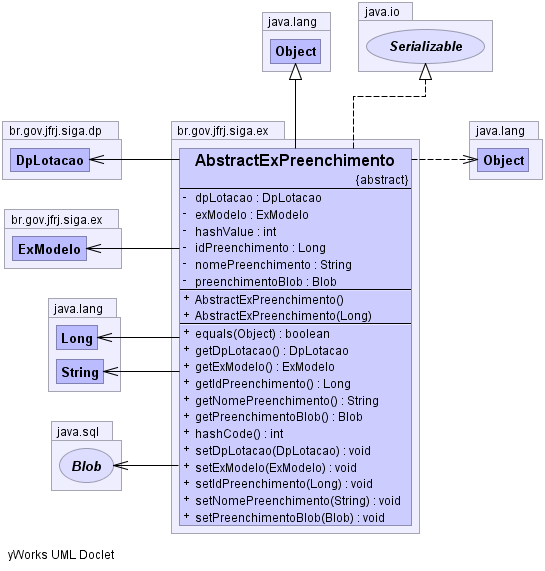 java.lang
Object
java.io
Serializable
br.gov.jfrj.siga.dp
DpLotacao
br.gov.jfrj.siga.ex
ExModelo
java.lang
Long
String
java.sql
Blob
br.gov.jfrj.siga.ex
AbstractExPreenchimento
{abstract}
- dpLotacao : DpLotacao
- exModelo : ExModelo
- hashValue : int
- idPreenchimento : Long
- nomePreenchimento : String
- preenchimentoBlob : Blob
+ AbstractExPreenchimento()
+ AbstractExPreenchimento(Long)
+ equals(Object) : boolean
+ getDpLotacao() : DpLotacao
+ getExModelo() : ExModelo
+ getIdPreenchimento() : Long
+ getNomePreenchimento() : String
+ getPreenchimentoBlob() : Blob
+ hashCode() : int
+ setDpLotacao(DpLotacao) : void
+ setExModelo(ExModelo) : void
+ setIdPreenchimento(Long) : void
+ setNomePreenchimento(String) : void
+ setPreenchimentoBlob(Blob) : void
java.lang
Object
yWorks UML Doclet